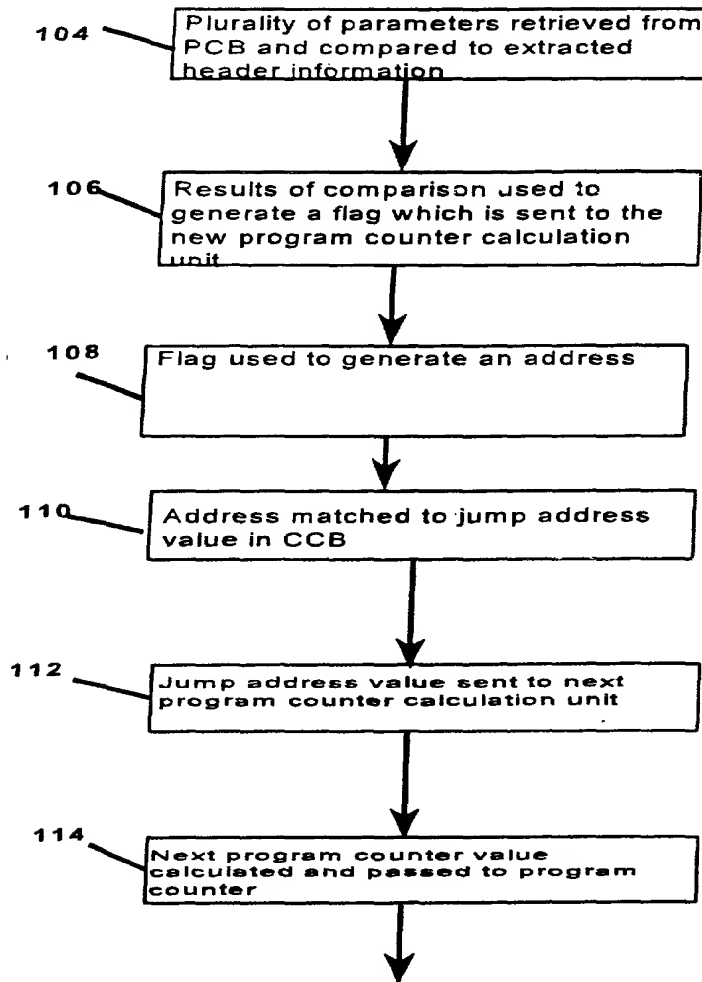 104
Plurality of parameters retrieved from
PCB and compared to extracted
header information
106
Results of comparison used to
generate a flag which is sent to the
new program counter calculation
unit
108
Flag used to generate an address
110
Address matched to jump address
value in CCB
112
Jump address value sent to next
program counter calculation unit
114
Next program counter value
calculated and passed to program
counter